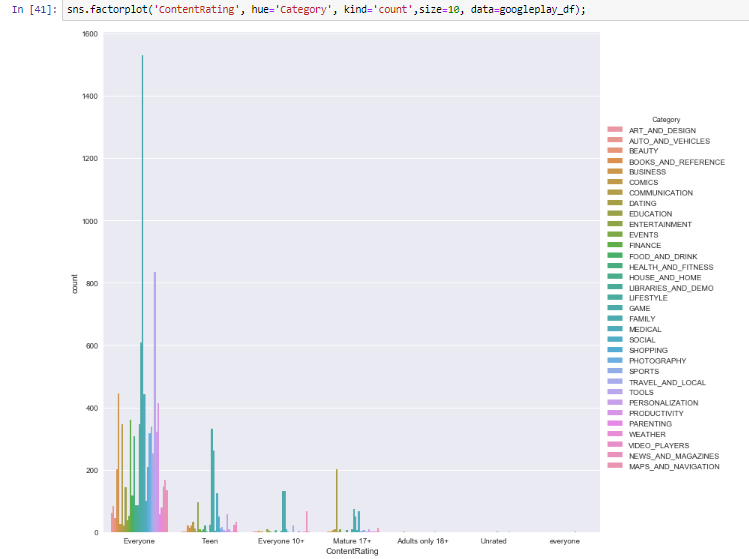 In [41]: sns.factorplot('ContentRating', hue='Category', kind='count',size=10, data=googleplay_df);
1600
1400
1200
1000
800
600
400
200
0
count
Everyone
Teen
Everyone 10+
Mature 17+
Adults only 18+
Unrated
everyone
ContentRating
Category
ART_AND_DESIGN
AUTO_AND_VEHICLES
BEAUTY
BOOKS_AND_REFERENCE
BUSINESS
COMICS
COMMUNICATION
DATING
EDUCATION
ENTERTAINMENT
EVENTS
FINANCE
FOOD_AND_DRINK
HEALTH_AND_FITNESS
HOUSE_AND_HOME
LIBRARIES_AND_DEMO
LIFESTYLE
GAME
FAMILY
MEDICAL
SOCIAL
SHOPPING
PHOTOGRAPHY
SPORTS
TRAVEL_AND_LOCAL
TOOLS
PERSONALIZATION
PRODUCTIVITY
PARENTING
WEATHER
VIDEO_PLAYERS
NEWS_AND_MAGAZINES
MAPS_AND_NAVIGATION